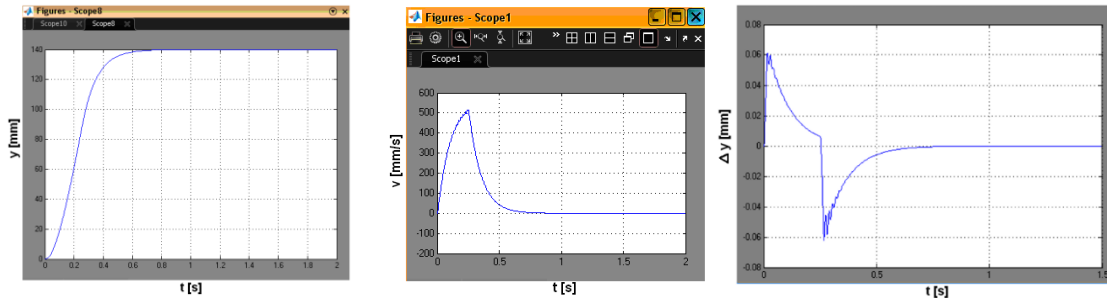 Figures - Scope8
Scope10
Scope8
y [mm]
140
120
100
80
60
40
20
0
0 0.2 0.4 0.6 0.8 1 1.2 1.4 1.6 1.8 2
t [s]
Figures - Scope1
Scope1
v [mm/s]
600
500
400
300
200
100
0
-100
-200
0 0.5 1 1.5 2
t [s]
Δ y [mm]
0.08
0.06
0.04
0.02
0
-0.02
-0.04
-0.06
-0.08
0 0.5 1 1.5
t [s]